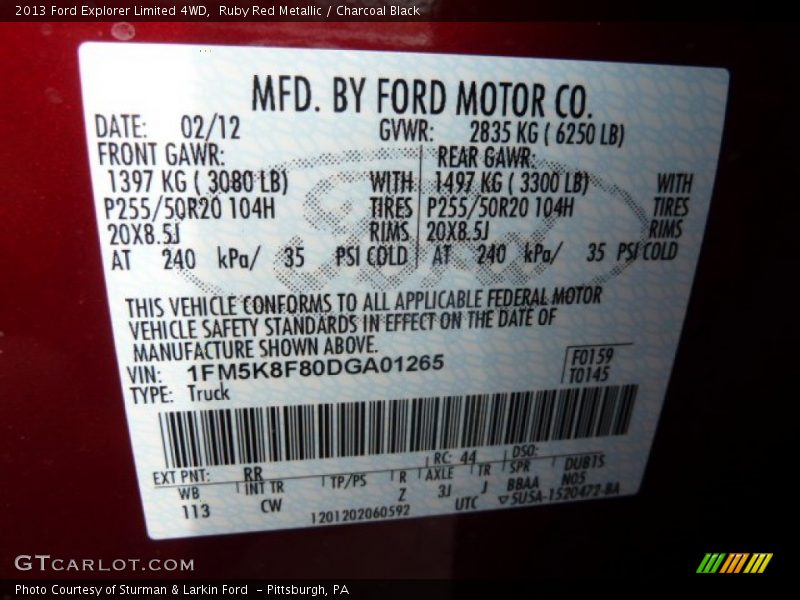 2013 Ford Explorer Limited 4WD, Ruby Red Metallic / Charcoal Black
MFD. BY FORD MOTOR CO.
DATE: 02/12 GVWR: 2835 KG ( 6250 LB)
FRONT GAWR: REAR GAWR:
1397 KG ( 3080 LB) WITH 1497 KG ( 3300 LB) WITH
P255/50R20 104H TIRES P255/50R20 104H TIRES
20X8.5J RIMS 20X8.5J RIMS
AT 240 kPa/ 35 PSI COLD AT 240 kPa/ 35 PSI COLD
THIS VEHICLE CONFORMS TO ALL APPLICABLE FEDERAL MOTOR
VEHICLE SAFETY STANDARDS IN EFFECT ON THE DATE OF
MANUFACTURE SHOWN ABOVE.
VIN: 1FM5K8F80DGA01265 F0159
TYPE: Truck T0145
EXT PNT: RR RC: 44 DSO:
WB INT TR TP/PS R AXLE TR SPR DUBTS
113 CW Z 3J J BBAA N05
1201202060592 UTC 5USA-1520472-BA
GTCARLOT.COM
Photo Courtesy of Sturman & Larkin Ford - Pittsburgh, PA